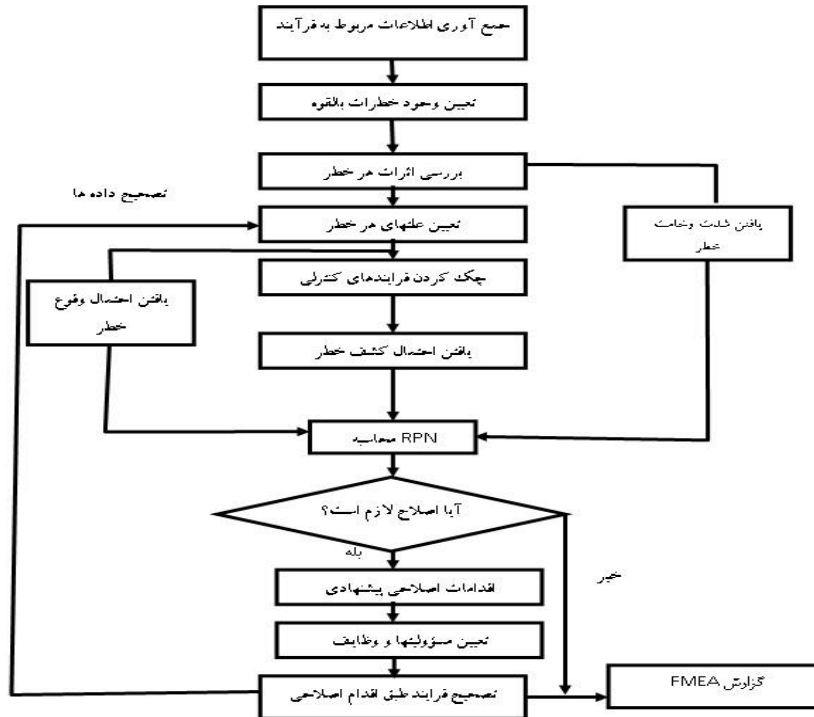 جمع آوری اطلاعات مربوط به فرآیند
تعیین وجود خطرات بالقوه
بررسی اثرات هر خطر
تصحیح داده ها
تعیین علتهای هر خطر
یافتن شدت وخامت
خطر
چک کردن فرایندهای کنترلی
یافتن احتمال وقوع
خطر
یافتن احتمال کشف خطر
محاسبه RPN
آیا اصلاح لازم است؟
بله
خیر
اقدامات اصلاحی پیشنهادی
تعیین مسؤولیتها و وظایف
تصحیح فرایند طبق اقدام اصلاحی
گزارش FMEA